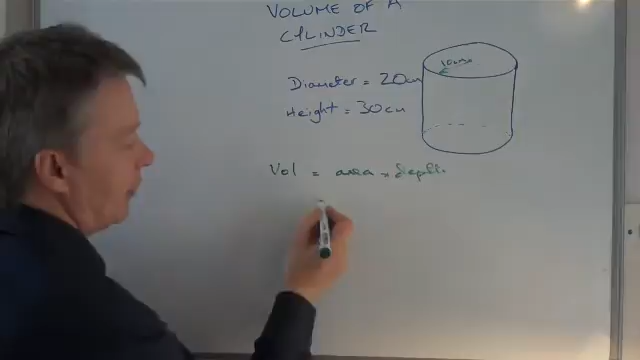 VOLUME OF A
CYLINDER
Diameter = 20cm
10cm
Height = 30cm
Vol = area × depth